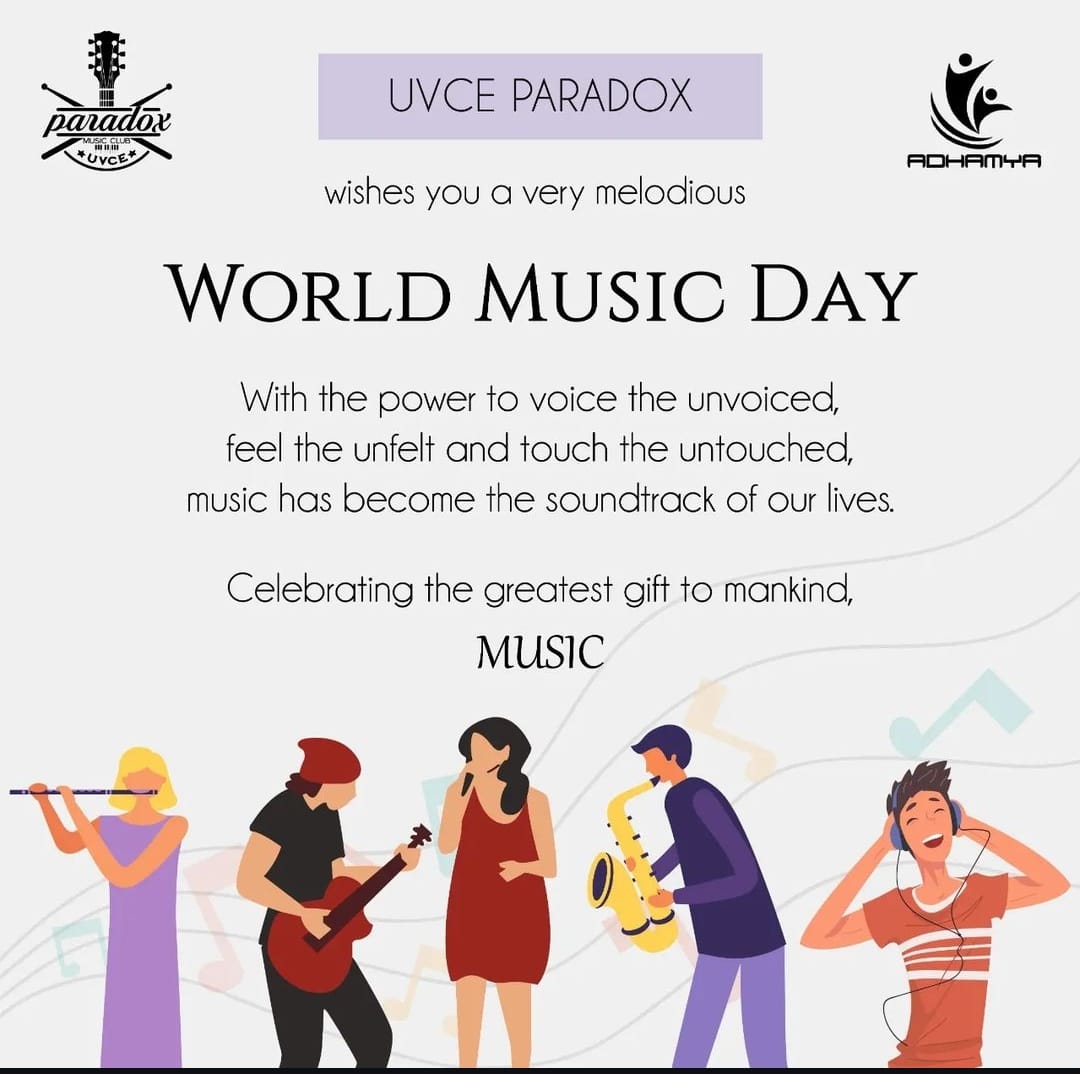 paradox
MUSIC CLUB
★UVCE★
UVCE PARADOX
ADHAMYA
wishes you a very melodious
WORLD MUSIC DAY
With the power to voice the unvoiced,
feel the unfelt and touch the untouched,
music has become the soundtrack of our lives.
Celebrating the greatest gift to mankind,
MUSIC